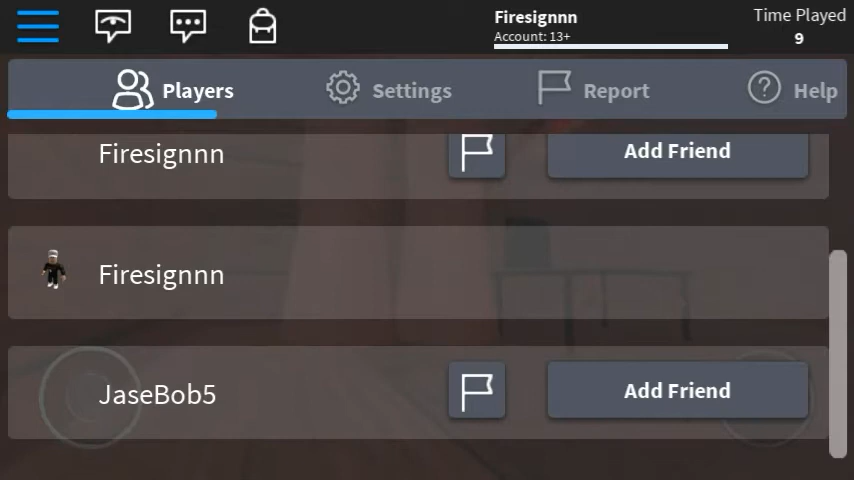 Firesignnn
Account: 13+
Time Played
9
Players
Settings
Report
Help
Firesignnn
Add Friend
Firesignnn
JaseBob5
Add Friend